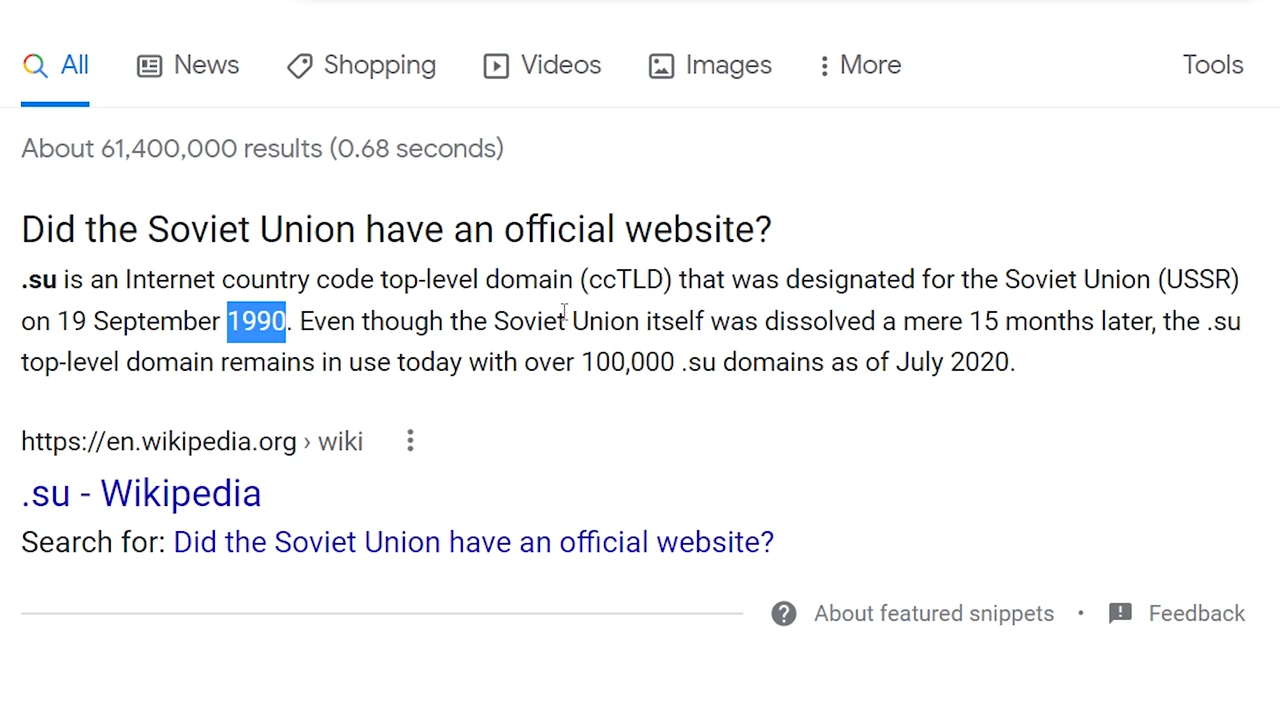 All News Shopping Videos Images More Tools
About 61,400,000 results (0.68 seconds)
Did the Soviet Union have an official website?
.su is an Internet country code top-level domain (ccTLD) that was designated for the Soviet Union (USSR)
on 19 September 1990. Even though the Soviet Union itself was dissolved a mere 15 months later, the .su
top-level domain remains in use today with over 100,000 .su domains as of July 2020.
https://en.wikipedia.org › wiki
.su - Wikipedia
Search for: Did the Soviet Union have an official website?
About featured snippets • Feedback